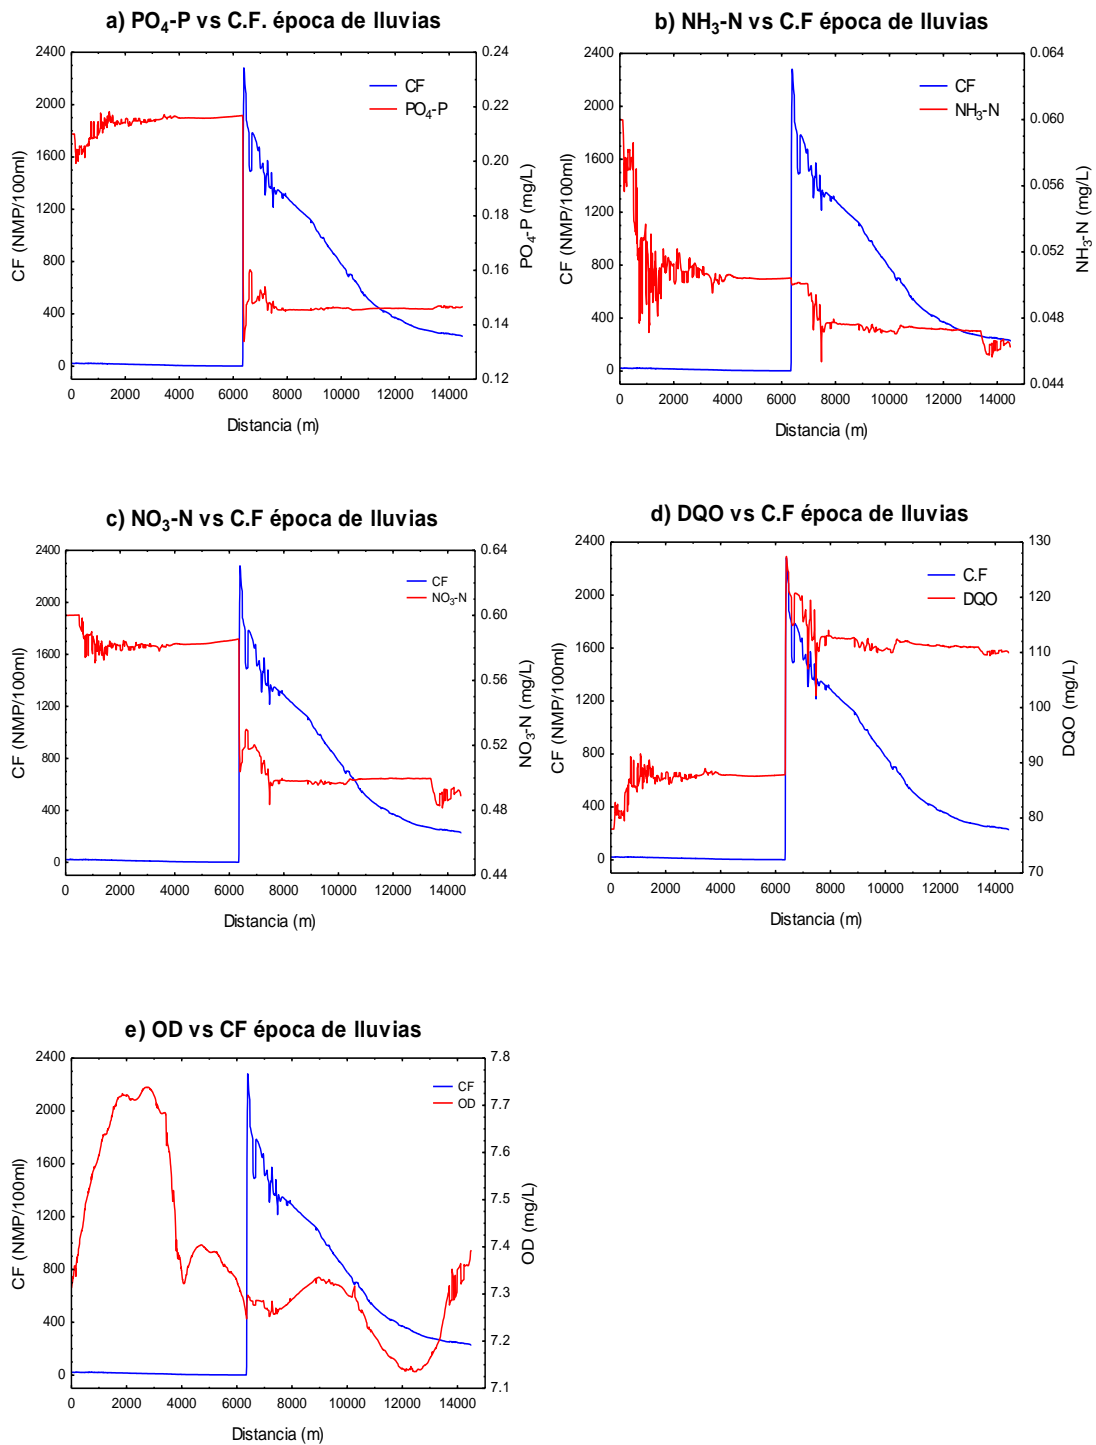 a) PO4-P vs C.F. época de lluvias
2400
2000
1600
1200
800
400
0
CF (NMP/100ml)
CF
PO4-P
0.24
0.22
0.20
0.18
0.16
0.14
0.12
PO4-P (mg/L)
0 2000 4000 6000 8000 10000 12000 14000
Distancia (m)
b) NH3-N vs C.F época de lluvias
2400
2000
1600
1200
800
400
0
CF (NMP/100ml)
CF
NH3-N
0.064
0.060
0.056
0.052
0.048
0.044
NH3-N (mg/L)
0 2000 4000 6000 8000 10000 12000 14000
Distancia (m)
c) NO3-N vs C.F época de lluvias
2400
2000
1600
1200
800
400
0
CF (NMP/100ml)
CF
NO3-N
0.64
0.60
0.56
0.52
0.48
0.44
NO3-N (mg/L)
0 2000 4000 6000 8000 10000 12000 14000
Distancia (m)
d) DQO vs C.F época de lluvias
2400
2000
1600
1200
800
400
0
CF (NMP/100ml)
C.F
DQO
130
120
110
100
90
80
70
DQO (mg/L)
0 2000 4000 6000 8000 10000 12000 14000
Distancia (m)
e) OD vs CF época de lluvias
2400
2000
1600
1200
800
400
0
CF (NMP/100ml)
CF
OD
7.8
7.7
7.6
7.5
7.4
7.3
7.2
7.1
OD (mg/L)
0 2000 4000 6000 8000 10000 12000 14000
Distancia (m)